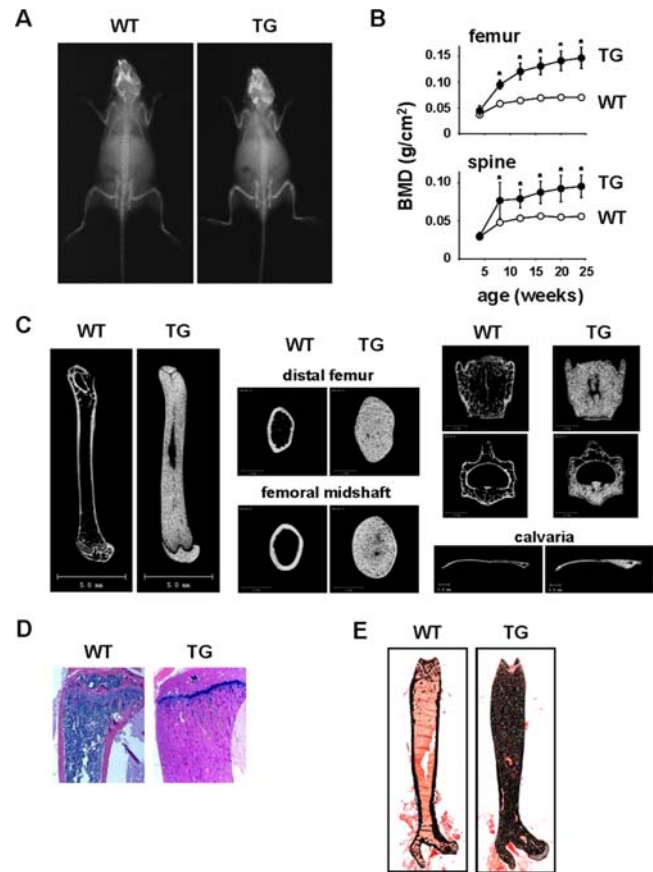 A
WT
TG
B
femur
0.15
*
*
*
*
*
TG
0.10
0.05
WT
0
BMD (g/cm²)
spine
*
*
*
*
*
TG
0.10
0.05
WT
0
5
10
15
20
25
age (weeks)
C
WT
TG
5.0 mm
5.0 mm
WT
TG
distal femur
femoral midshaft
WT
TG
calvaria
D
WT
TG
E
WT
TG